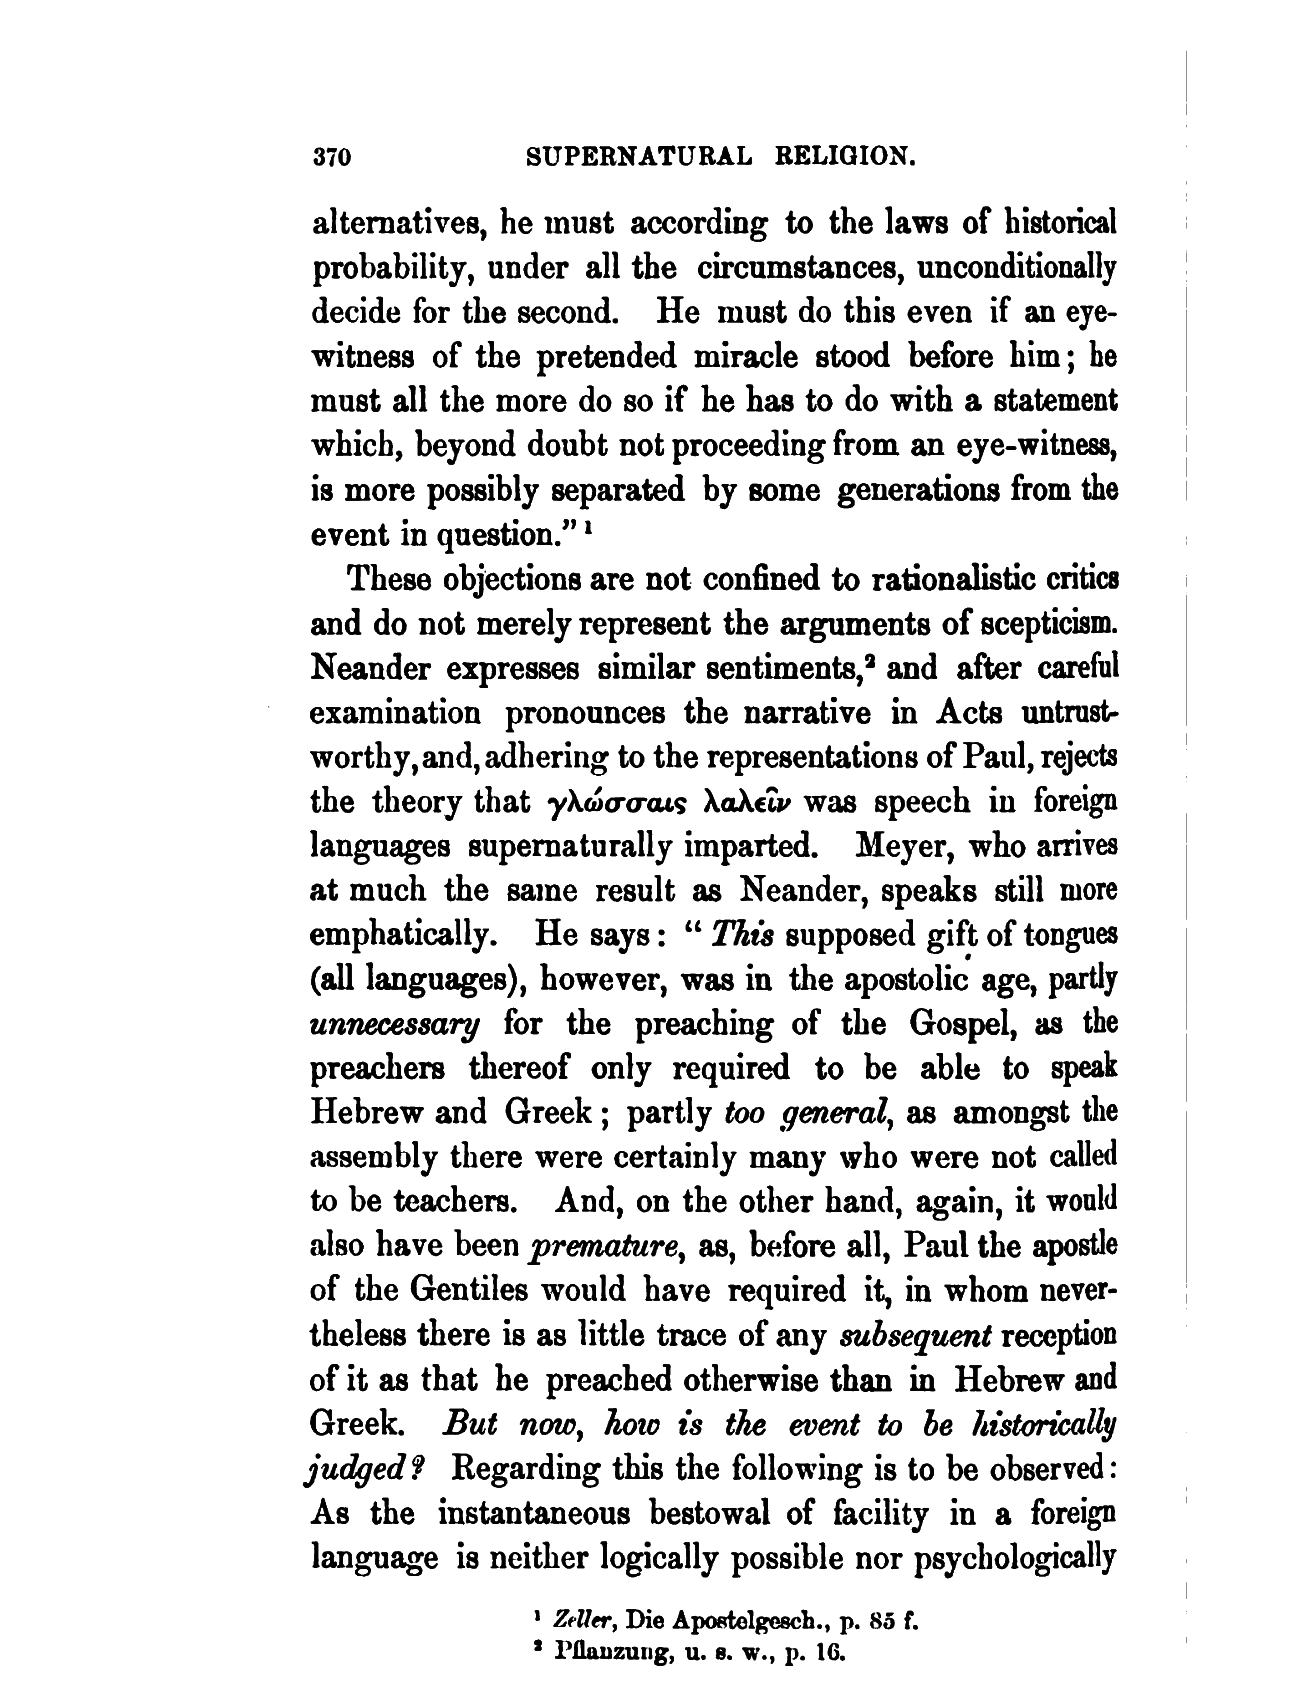 370 SUPERNATURAL RELIGION.
alternatives, he must according to the laws of historical
probability, under all the circumstances, unconditionally
decide for the second. He must do this even if an eye-
witness of the pretended miracle stood before him; he
must all the more do so if he has to do with a statement
which, beyond doubt not proceeding from an eye-witness,
is more possibly separated by some generations from the
event in question.” ¹
These objections are not confined to rationalistic critics
and do not merely represent the arguments of scepticism.
Neander expresses similar sentiments,² and after careful
examination pronounces the narrative in Acts untrust-
worthy, and, adhering to the representations of Paul, rejects
the theory that γλώσσαις λαλεῖν was speech in foreign
languages supernaturally imparted. Meyer, who arrives
at much the same result as Neander, speaks still more
emphatically. He says: “This supposed gift of tongues
(all languages), however, was in the apostolic age, partly
unnecessary for the preaching of the Gospel, as the
preachers thereof only required to be able to speak
Hebrew and Greek; partly too general, as amongst the
assembly there were certainly many who were not called
to be teachers. And, on the other hand, again, it would
also have been premature, as, before all, Paul the apostle
of the Gentiles would have required it, in whom never-
theless there is as little trace of any subsequent reception
of it as that he preached otherwise than in Hebrew and
Greek. But now, how is the event to be historically
judged? Regarding this the following is to be observed:
As the instantaneous bestowal of facility in a foreign
language is neither logically possible nor psychologically
¹ Zeller, Die Apostelgesch., p. 85 f.
² Pflanzung, u. s. w., p. 16.